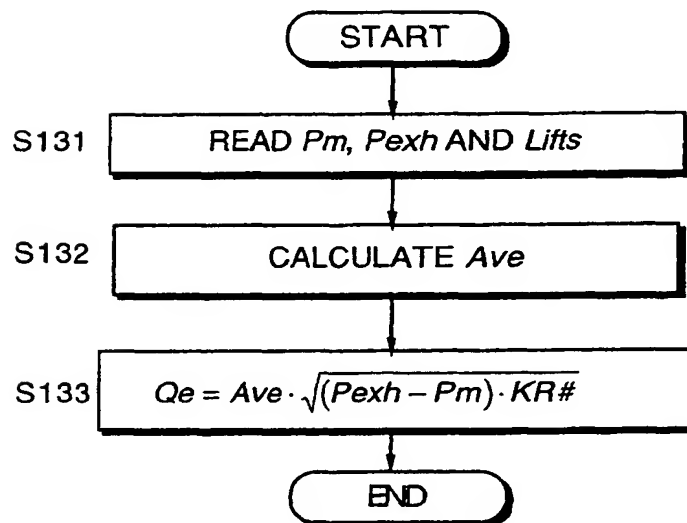 START
S131 READ Pm, Pexh AND Lifts
S132 CALCULATE Ave
S133 Qe = Ave · √(Pexh – Pm) · KR#
END